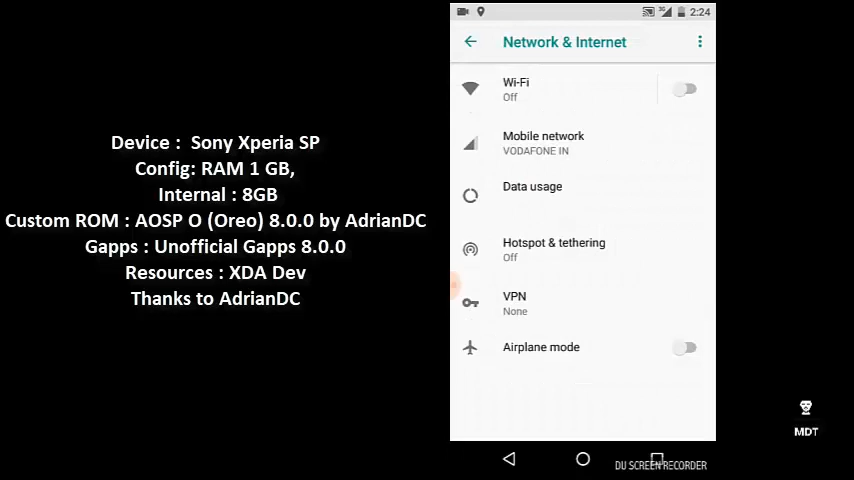 Device :  Sony Xperia SP
Config: RAM 1 GB,
Internal : 8GB
Custom ROM : AOSP O (Oreo) 8.0.0 by AdrianDC
Gapps : Unofficial Gapps 8.0.0
Resources : XDA Dev
Thanks to AdrianDC
3G 2:24
Network & Internet
Wi-Fi
Off
Mobile network
VODAFONE IN
Data usage
Hotspot & tethering
Off
VPN
None
Airplane mode
DU SCREEN RECORDER
MDT